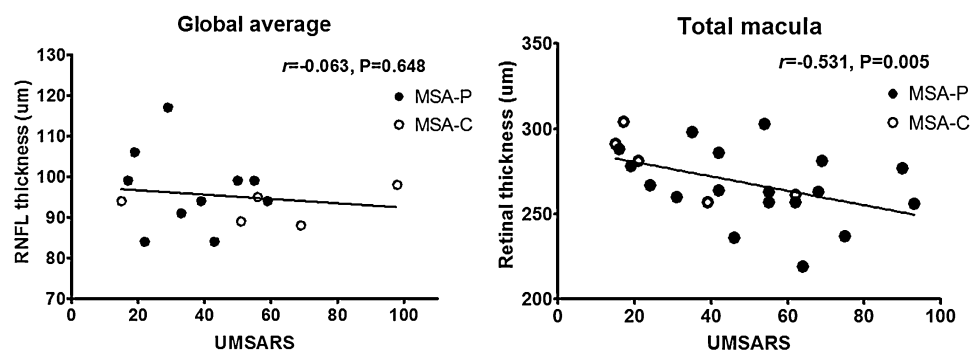 Global average
r=-0.063, P=0.648
MSA-P
MSA-C
RNFL thickness (um)
130
120
110
100
90
80
70
0
20
40
60
80
100
UMSARS
Total macula
r=-0.531, P=0.005
MSA-P
MSA-C
Retinal thickness (um)
350
300
250
200
0
20
40
60
80
100
UMSARS